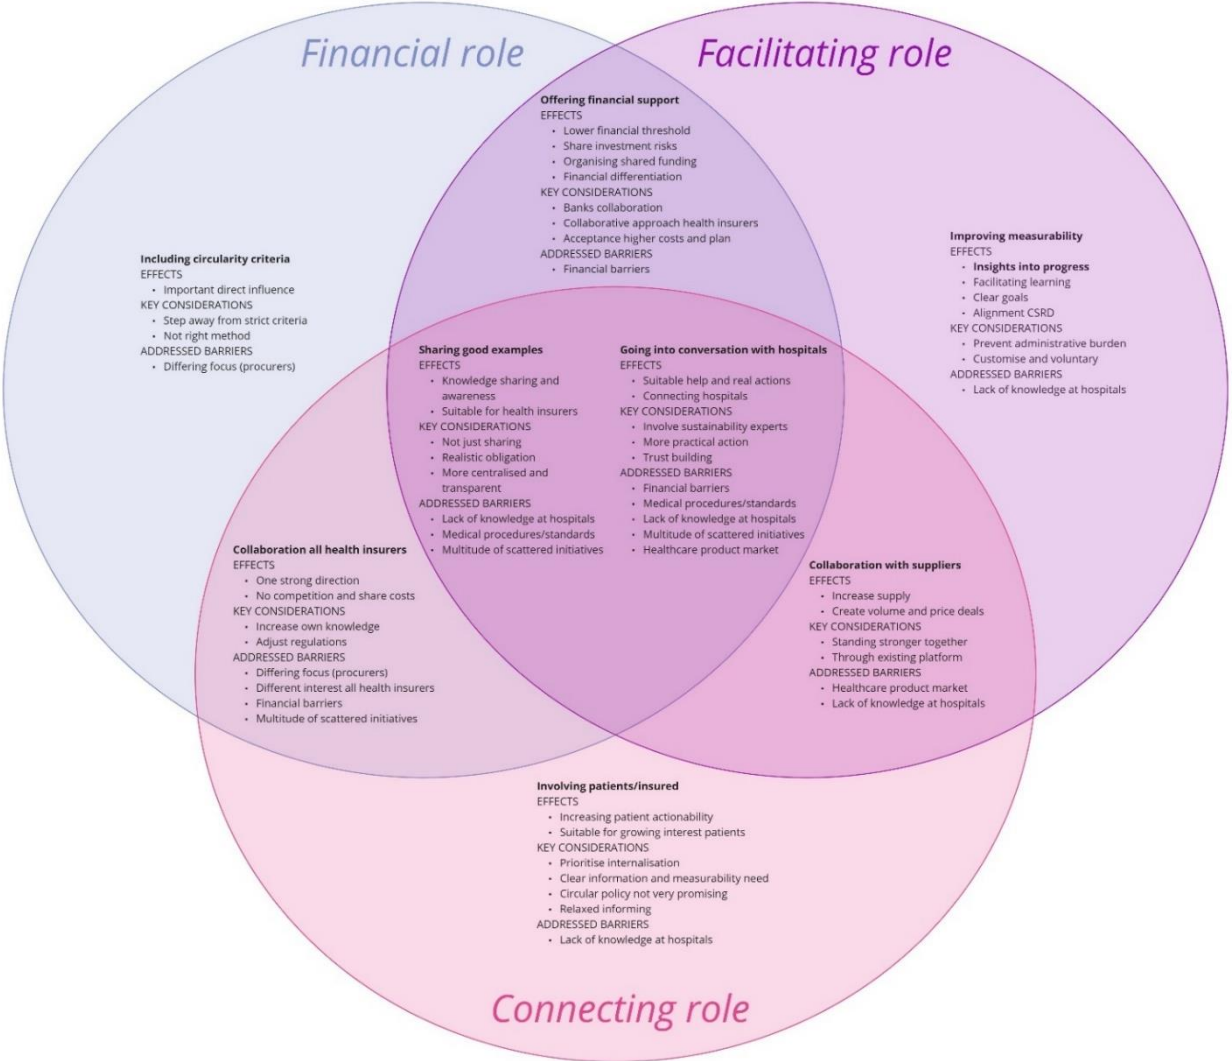 Financial role
Facilitating role
Offering financial support
EFFECTS
• Lower financial threshold
• Share investment risks
• Organising shared funding
• Financial differentiation
KEY CONSIDERATIONS
• Banks collaboration
• Collaborative approach health insurers
• Acceptance higher costs and plan
ADDRESSED BARRIERS
• Financial barriers
Including circularity criteria
EFFECTS
• Important direct influence
KEY CONSIDERATIONS
• Step away from strict criteria
• Not right method
ADDRESSED BARRIERS
• Differing focus (procurers)
Improving measurability
EFFECTS
• Insights into progress
• Facilitating learning
• Clear goals
• Alignment CSRD
KEY CONSIDERATIONS
• Prevent administrative burden
• Customise and voluntary
ADDRESSED BARRIERS
• Lack of knowledge at hospitals
Sharing good examples
EFFECTS
• Knowledge sharing and
awareness
• Suitable for health insurers
KEY CONSIDERATIONS
• Not just sharing
• Realistic obligation
• More centralised and
transparent
ADDRESSED BARRIERS
• Lack of knowledge at hospitals
• Medical procedures/standards
• Multitude of scattered initiatives
Going into conversation with hospitals
EFFECTS
• Suitable help and real actions
• Connecting hospitals
KEY CONSIDERATIONS
• Involve sustainability experts
• More practical action
• Trust building
ADDRESSED BARRIERS
• Financial barriers
• Medical procedures/standards
• Lack of knowledge at hospitals
• Multitude of scattered initiatives
• Healthcare product market
Collaboration all health insurers
EFFECTS
• One strong direction
• No competition and share costs
KEY CONSIDERATIONS
• Increase own knowledge
• Adjust regulations
ADDRESSED BARRIERS
• Differing focus (procurers)
• Different interest all health insurers
• Financial barriers
• Multitude of scattered initiatives
Collaboration with suppliers
EFFECTS
• Increase supply
• Create volume and price deals
KEY CONSIDERATIONS
• Standing stronger together
• Through existing platform
ADDRESSED BARRIERS
• Healthcare product market
• Lack of knowledge at hospitals
Involving patients/insured
EFFECTS
• Increasing patient actionability
• Suitable for growing interest patients
KEY CONSIDERATIONS
• Prioritise internalisation
• Clear information and measurability need
• Circular policy not very promising
• Relaxed informing
ADDRESSED BARRIERS
• Lack of knowledge at hospitals
Connecting role